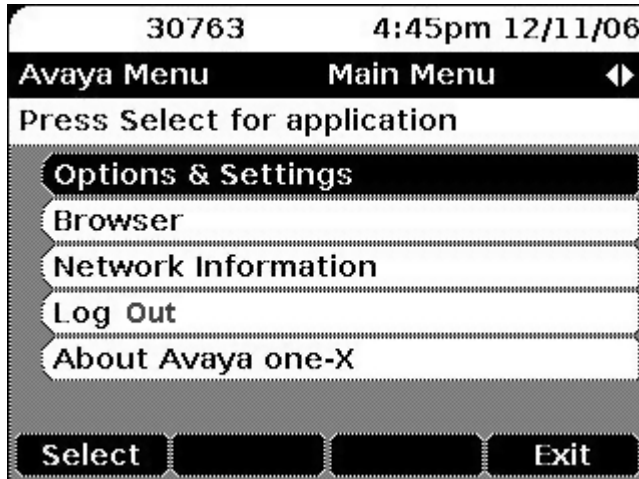 30763 4:45pm 12/11/06
Avaya Menu Main Menu
Press Select for application
Options & Settings
Browser
Network Information
Log Out
About Avaya one-X
Select Exit